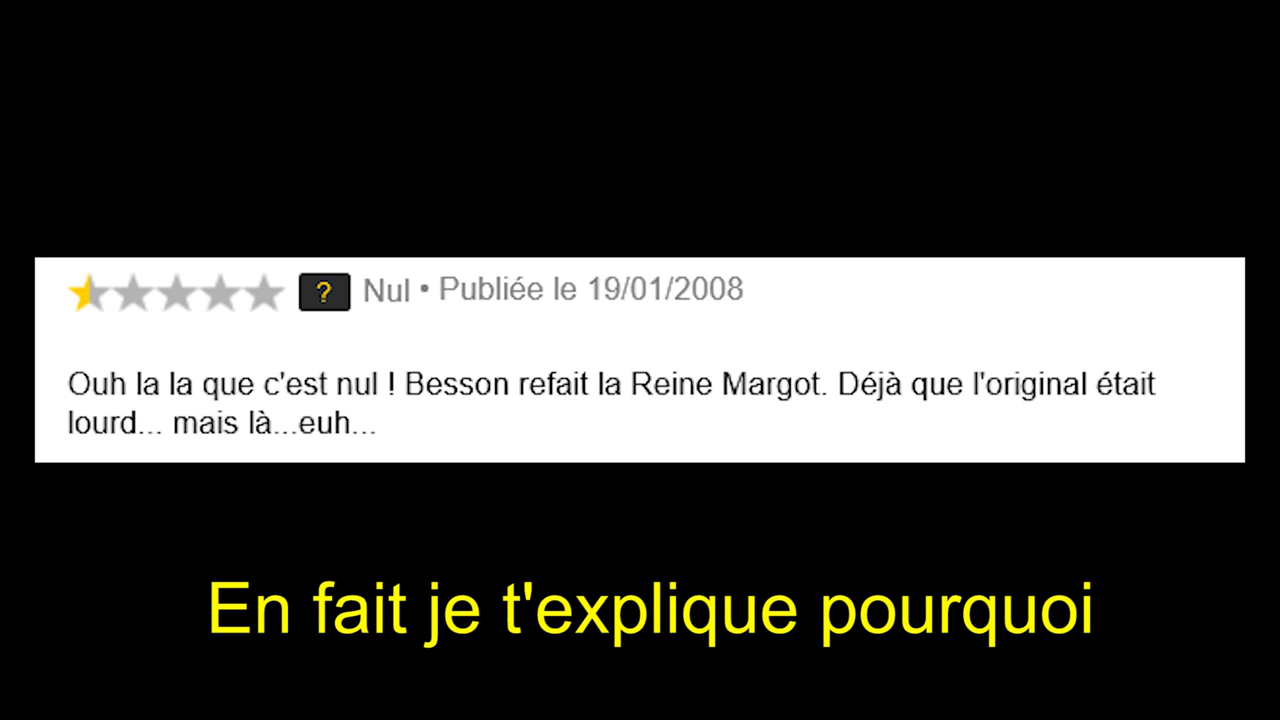 ? Nul • Publiée le 19/01/2008
Ouh la la que c'est nul ! Besson refait la Reine Margot. Déjà que l'original était
lourd... mais là...euh...
En fait je t'explique pourquoi